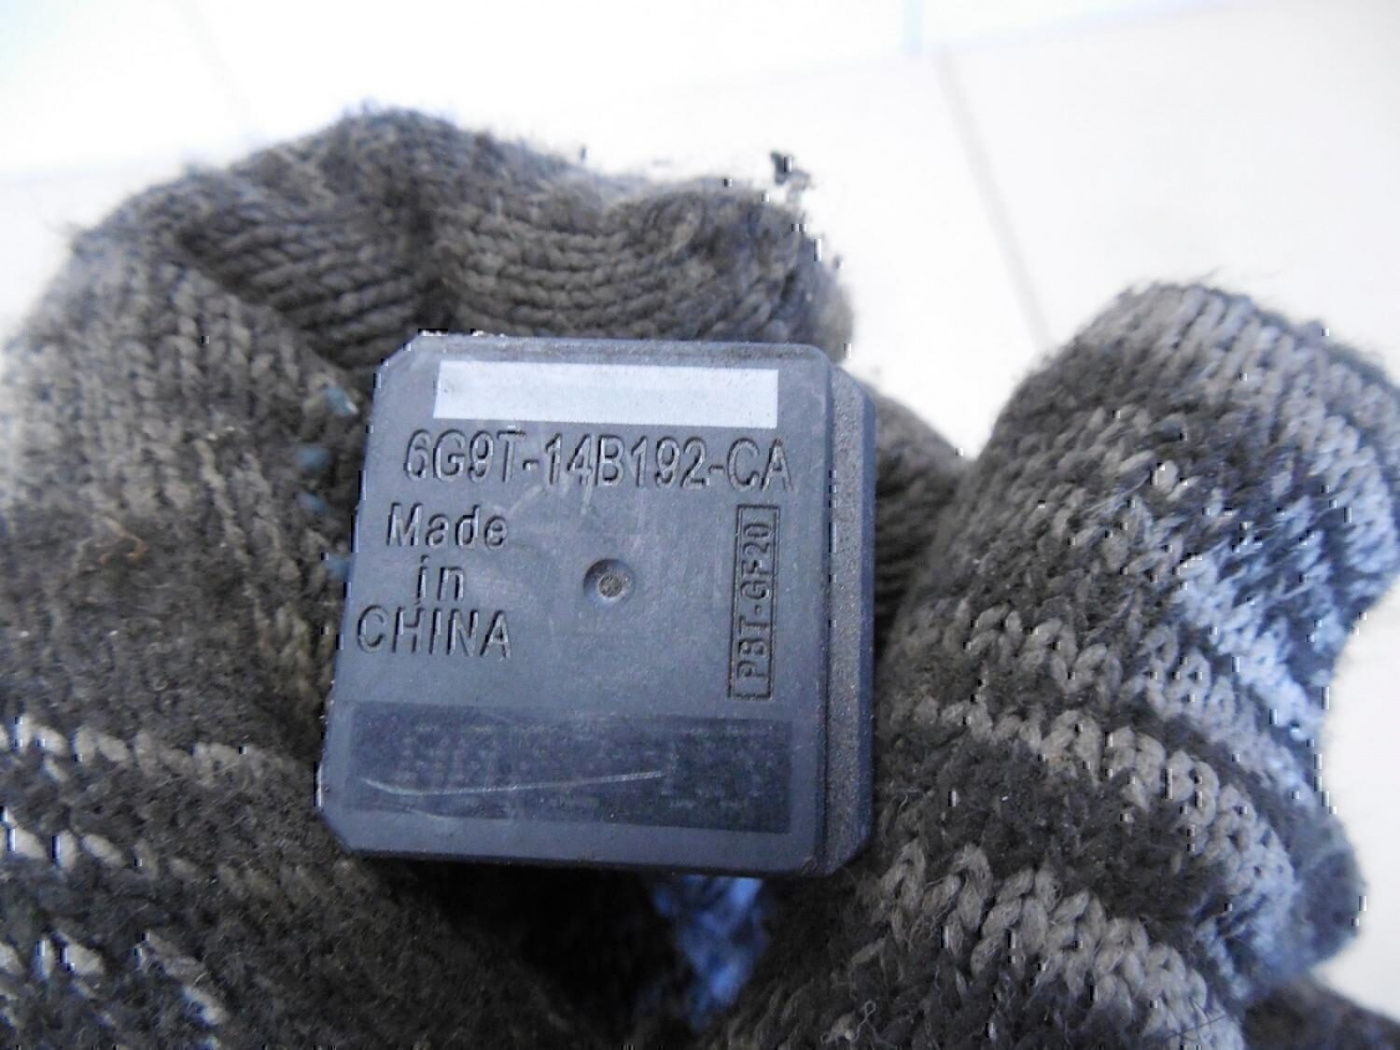 6G9T-14B192-CA
Made
in
CHINA
PBT-GF20